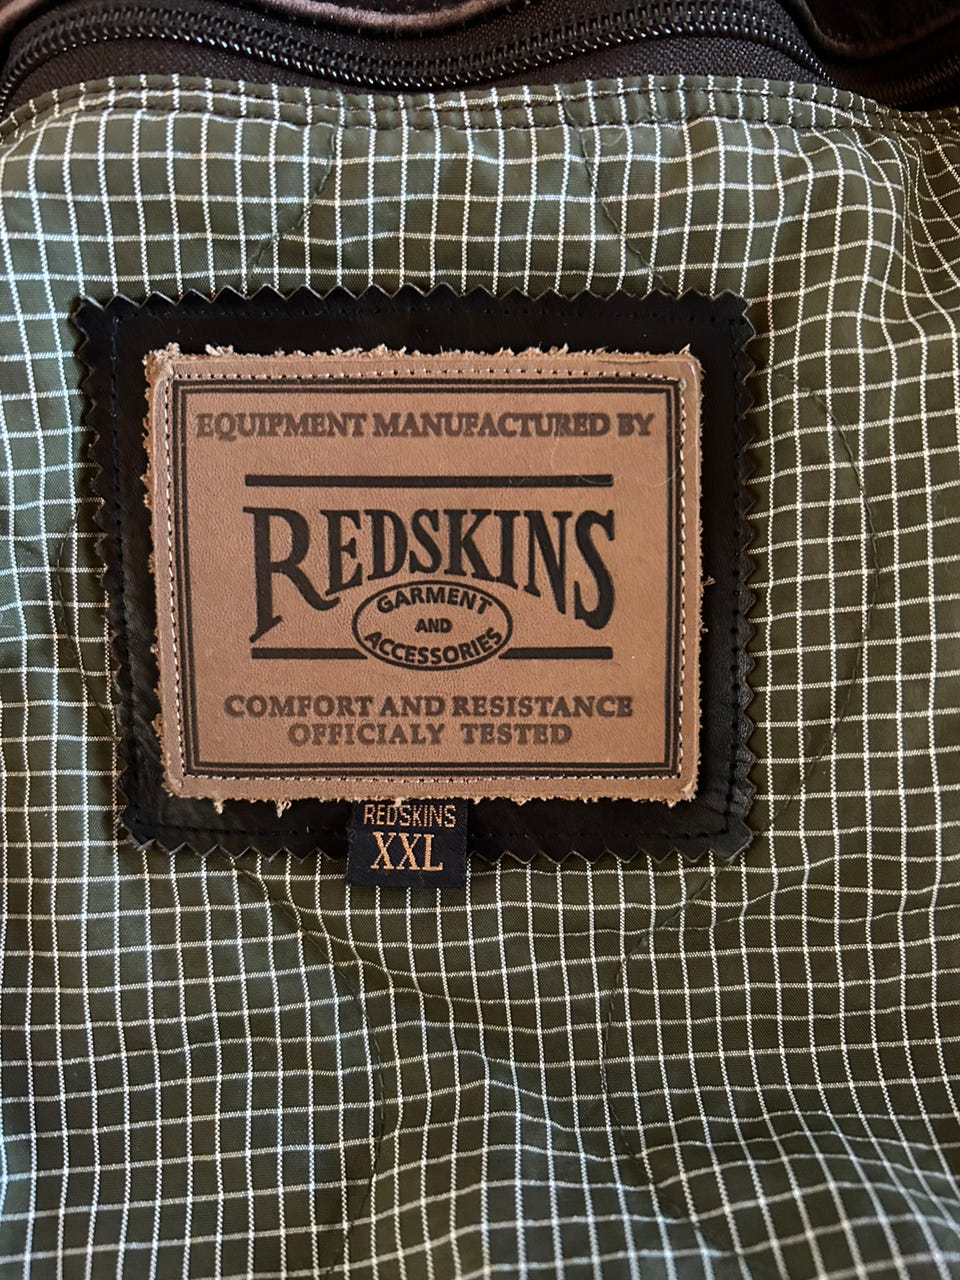 EQUIPMENT MANUFACTURED BY
REDSKINS
GARMENT
AND
ACCESSORIES
COMFORT AND RESISTANCE
OFFICIALY TESTED
REDSKINS
XXL